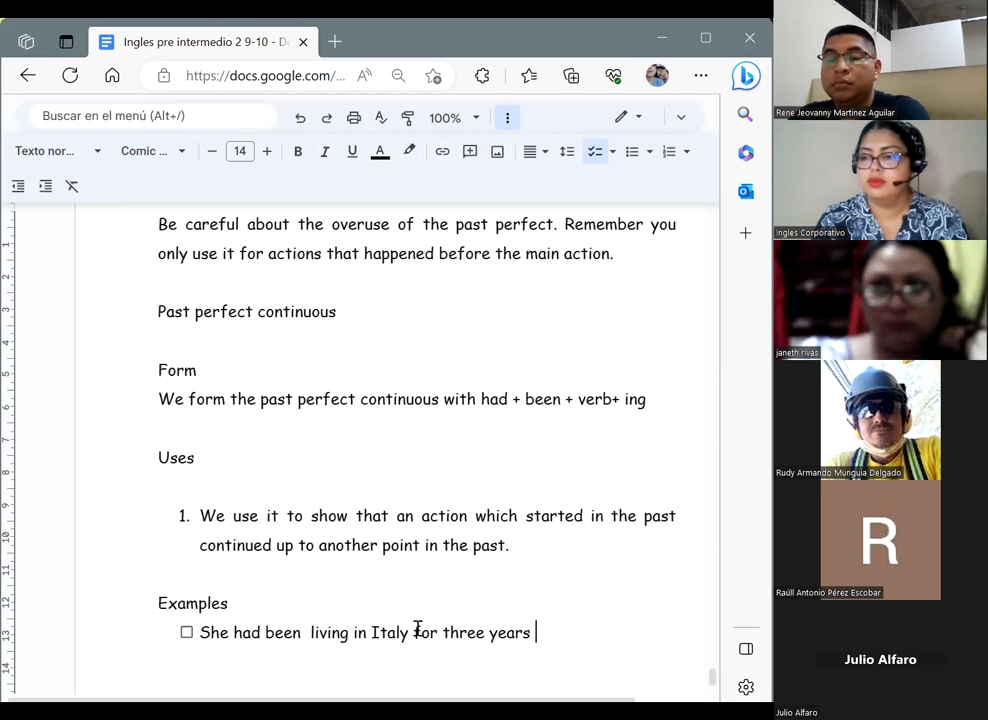 Ingles pre intermedio 2 9-10 - Do
https://docs.google.com/...
Buscar en el menú (Alt+/)
100%
Texto nor...
Comic ...
14
Be careful about the overuse of the past perfect. Remember you
only use it for actions that happened before the main action.
Past perfect continuous
Form
We form the past perfect continuous with had + been + verb+ ing
Uses
1. We use it to show that an action which started in the past
continued up to another point in the past.
Examples
She had been  living in Italy for three years
Rene Jeovanny Martinez Aguilar
Ingles Corporativo
janeth rivas
Rudy Armando Munguia Delgado
R
Raúll Antonio Pérez Escobar
Julio Alfaro
Julio Alfaro